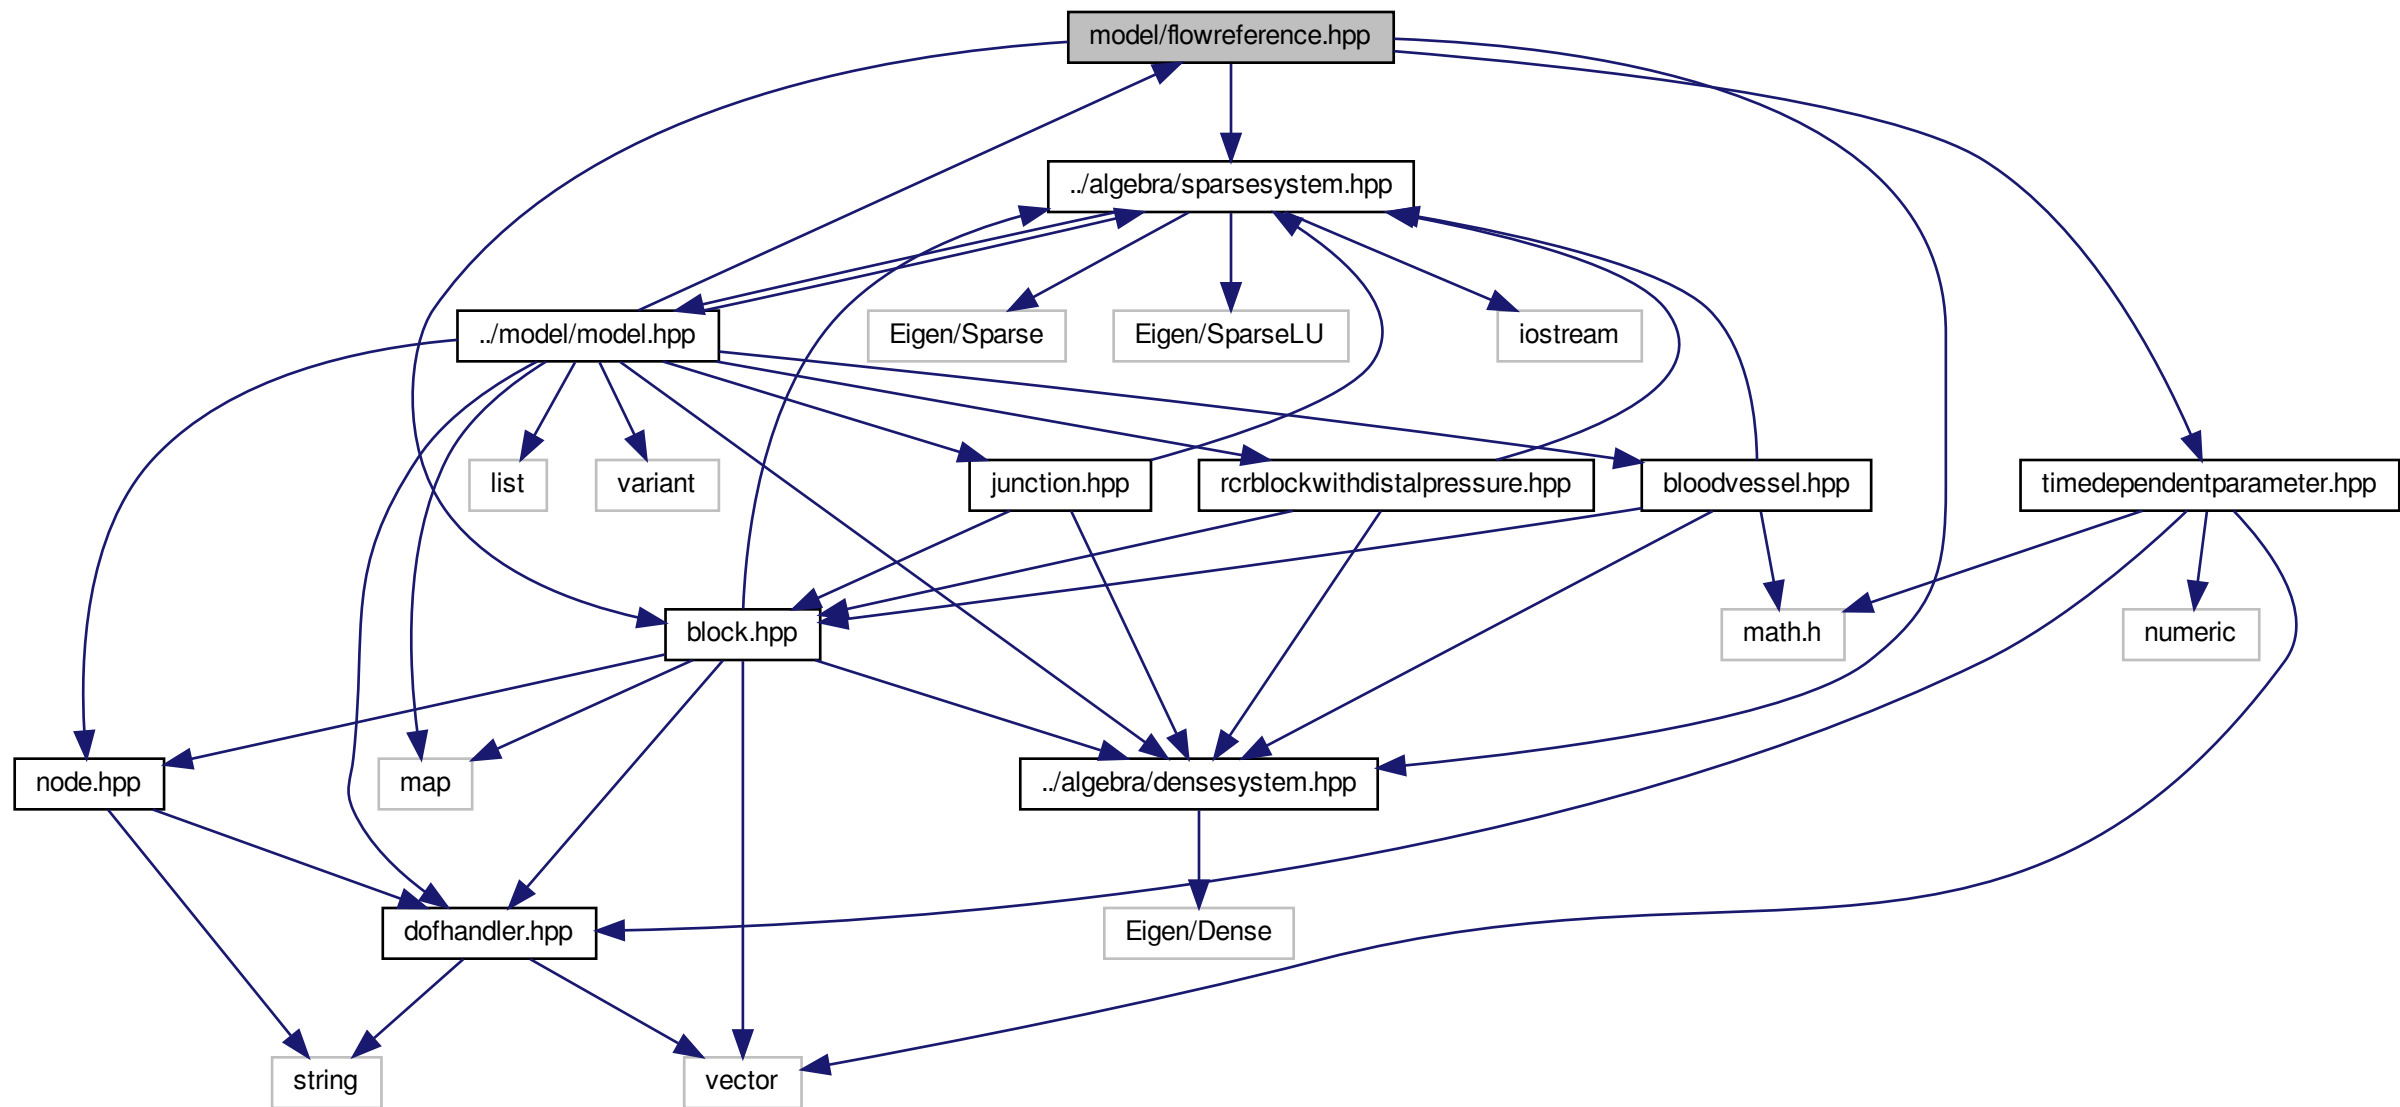 model/flowreference.hpp
../algebra/sparsesystem.hpp
../model/model.hpp
Eigen/Sparse
Eigen/SparseLU
iostream
list
variant
junction.hpp
rcrblockwithdistalpressure.hpp
bloodvessel.hpp
timedependentparameter.hpp
block.hpp
math.h
numeric
node.hpp
map
../algebra/densesystem.hpp
dofhandler.hpp
Eigen/Dense
string
vector